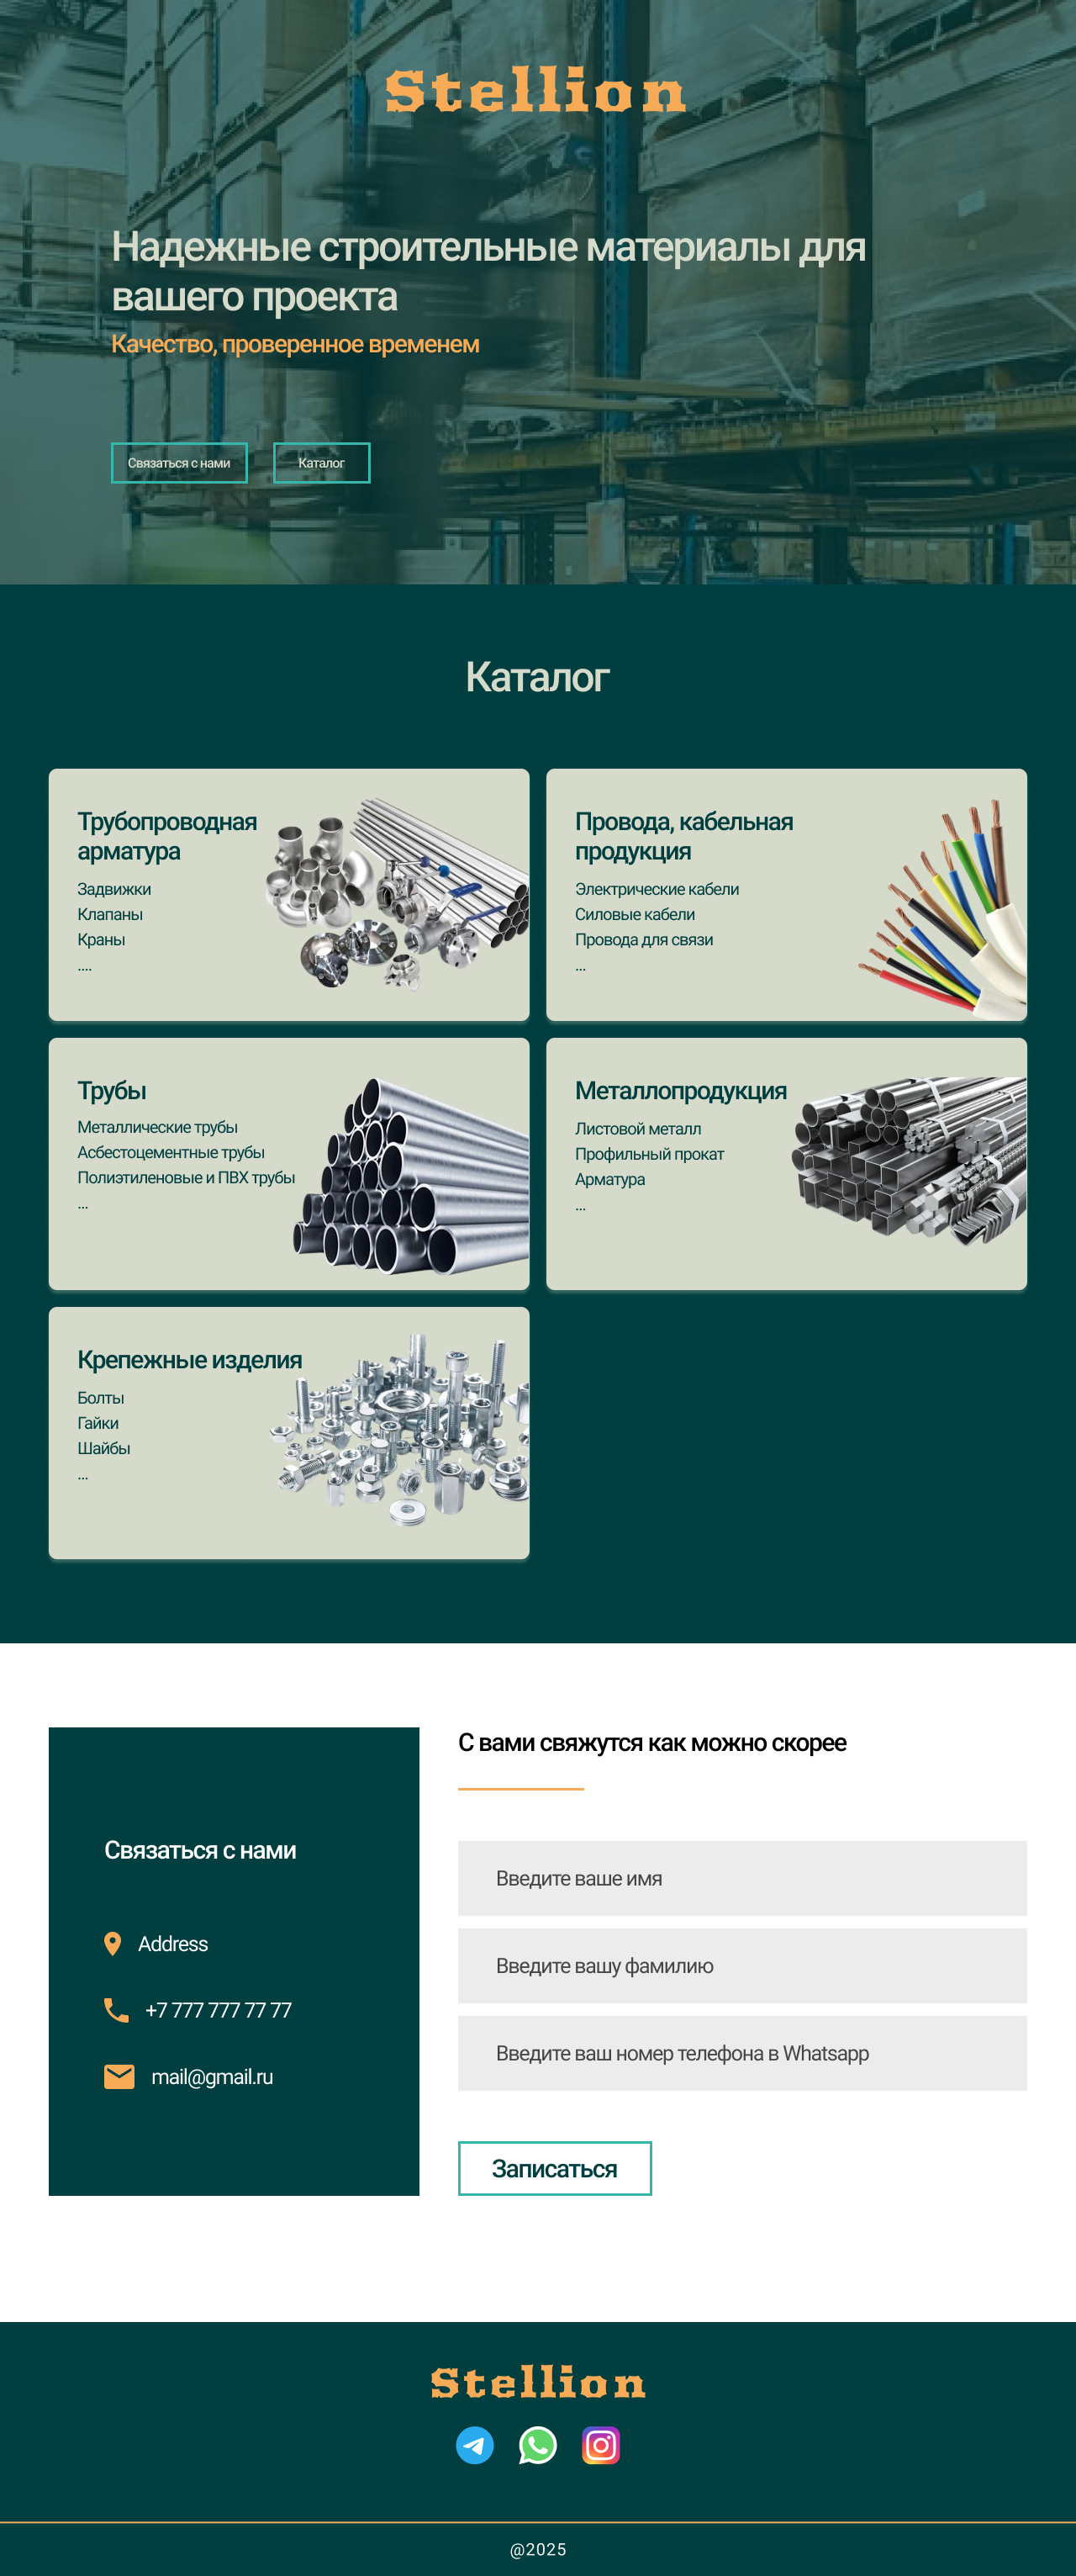 Stellion
Надежные строительные материалы для
вашего проекта
Качество, проверенное временем
Связаться с нами
Каталог
Каталог
Трубопроводная
арматура
Задвижки
Клапаны
Краны
....
Провода, кабельная
продукция
Электрические кабели
Силовые кабели
Провода для связи
...
Трубы
Металлические трубы
Асбестоцементные трубы
Полиэтиленовые и ПВХ трубы
...
Металлопродукция
Листовой металл
Профильный прокат
Арматура
...
Крепежные изделия
Болты
Гайки
Шайбы
...
Связаться с нами
Address
+7 777 777 77 77
mail@gmail.ru
С вами свяжутся как можно скорее
Введите ваше имя
Введите вашу фамилию
Введите ваш номер телефона в Whatsapp
Записаться
Stellion
@2025